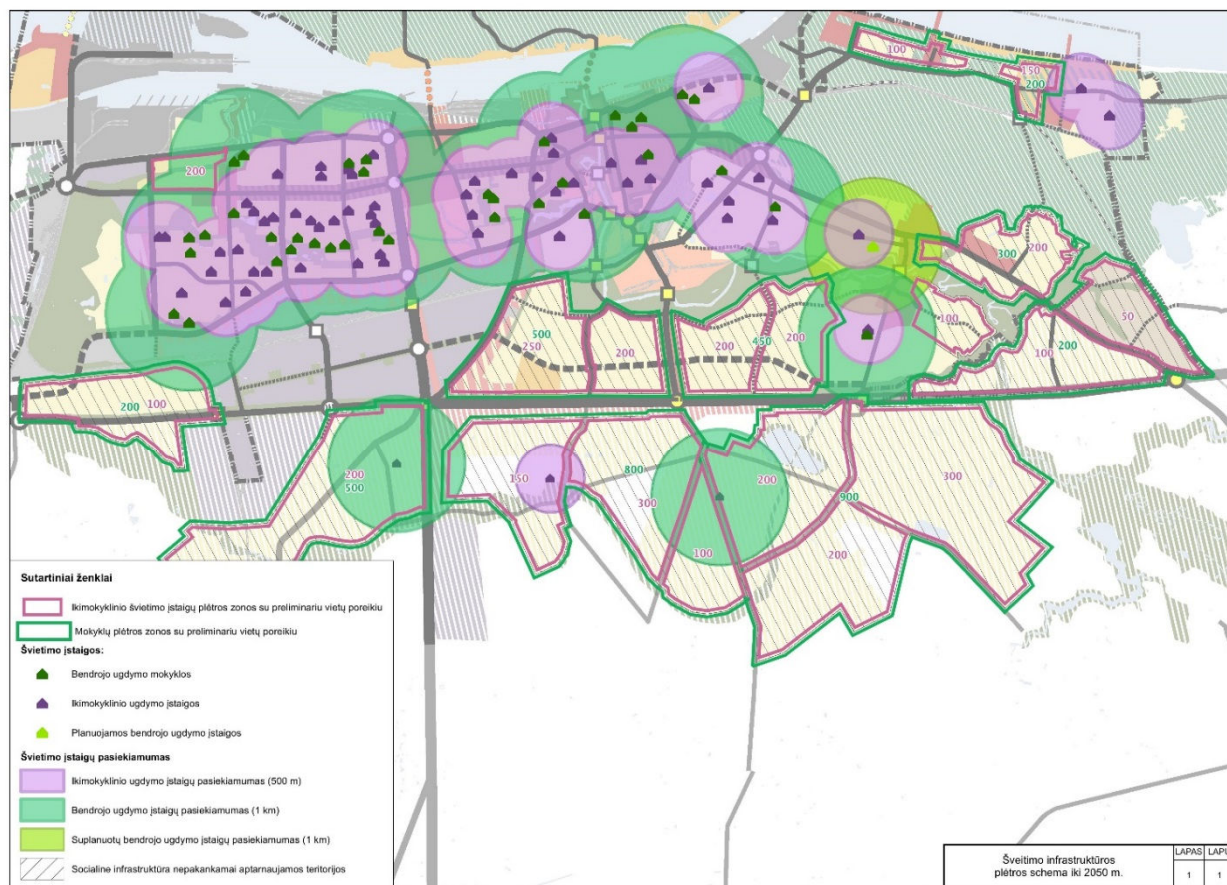 100
150
200
200
300
200
100
50
200
100
500
250
200
200
450
200
200
100
200
500
150
800
300
200
900
300
100
200
Sutartiniai ženklai
Ikimokyklinio švietimo įstaigų plėtros zonos su preliminariu vietų poreikiu
Mokyklų plėtros zonos su preliminariu vietų poreikiu
Švietimo įstaigos:
Bendrojo ugdymo mokyklos
Ikimokyklinio ugdymo įstaigos
Planuojamos bendrojo ugdymo įstaigos
Švietimo įstaigų pasiekiamumas
Ikimokyklinio ugdymo įstaigų pasiekiamumas (500 m)
Bendrojo ugdymo įstaigų pasiekiamumas (1 km)
Suplanuotų bendrojo ugdymo įstaigų pasiekiamumas (1 km)
Socialine infrastruktūra nepakankamai aptarnaujamos teritorijos
Šveitimo infrastruktūros
plėtros schema iki 2050 m.
LAPAS LAPŲ
1 1